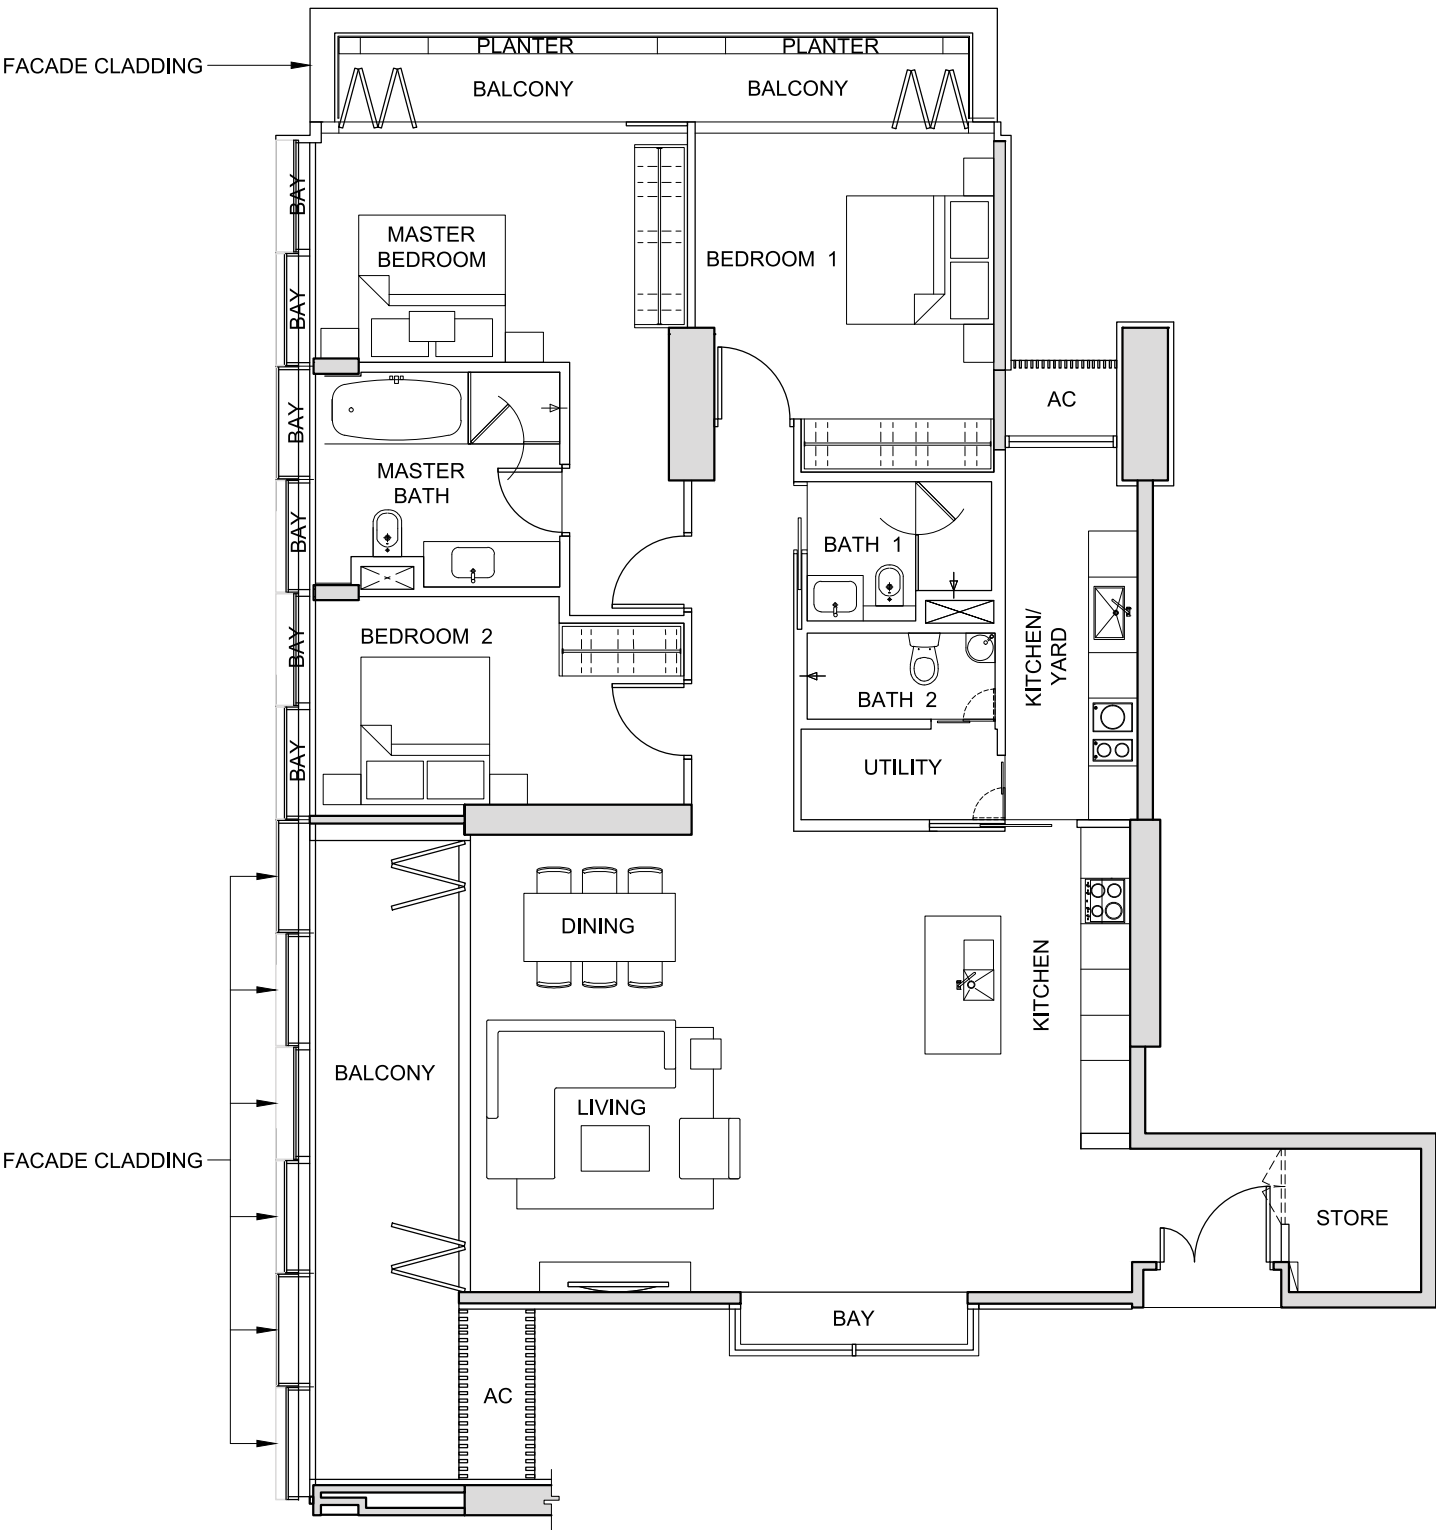 PLANTER
PLANTER
FACADE CLADDING
BALCONY
BALCONY
BAY
MASTER
BEDROOM
BEDROOM 1
BAY
AC
BAY
MASTER
BATH
BAY
BATH 1
BEDROOM 2
BAY
KITCHEN/
YARD
BATH 2
BAY
UTILITY
DINING
KITCHEN
BALCONY
LIVING
FACADE CLADDING
STORE
BAY
AC